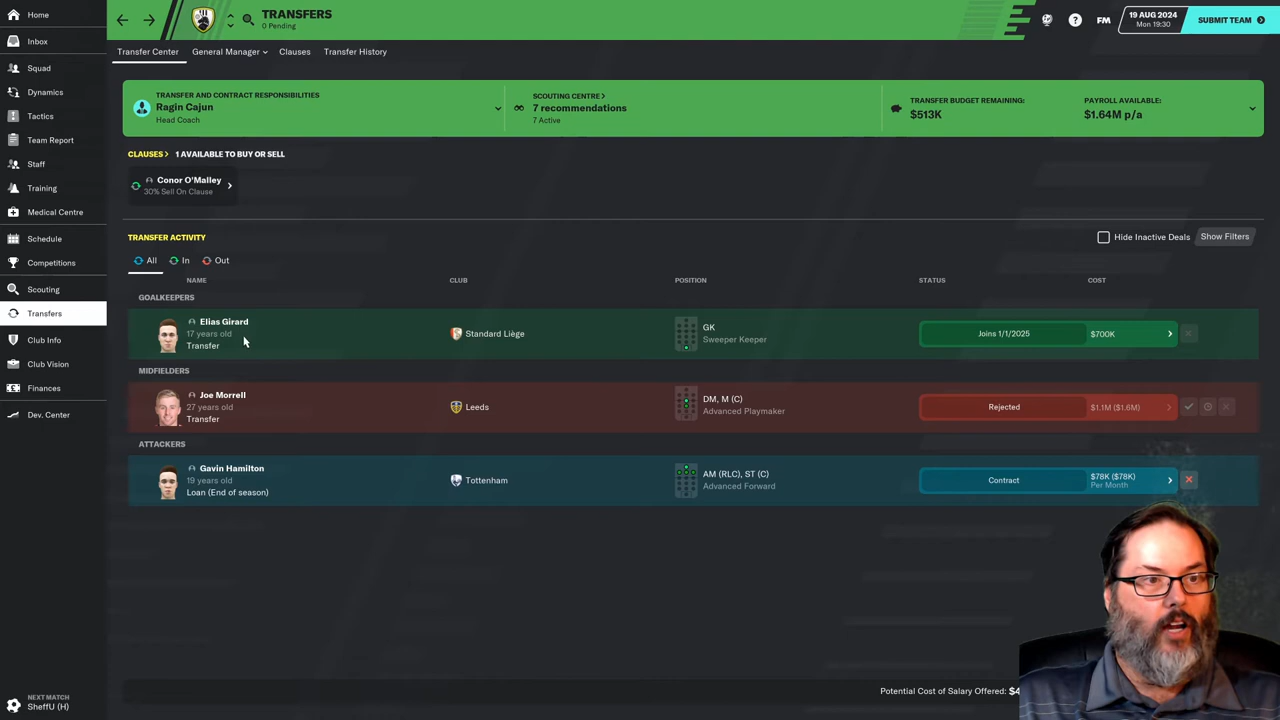 Home
Inbox
Squad
Dynamics
Tactics
Team Report
Staff
Training
Medical Centre
Schedule
Competitions
Scouting
Transfers
Club Info
Club Vision
Finances
Dev. Center
NEXT MATCH
SheffU (H)
TRANSFERS
0 Pending
FM
19 AUG 2024
Mon 19:30
SUBMIT TEAM
Transfer Center
General Manager
Clauses
Transfer History
TRANSFER AND CONTRACT RESPONSIBILITIES
Ragin Cajun
Head Coach
SCOUTING CENTRE >
7 recommendations
7 Active
TRANSFER BUDGET REMAINING:
$513K
PAYROLL AVAILABLE:
$1.64M p/a
CLAUSES > 1 AVAILABLE TO BUY OR SELL
Conor O'Malley
30% Sell On Clause
TRANSFER ACTIVITY
Hide Inactive Deals
Show Filters
All In Out
NAME CLUB POSITION STATUS COST
GOALKEEPERS
Elias Girard
17 years old
Transfer
Standard Liège
GK
Sweeper Keeper
Joins 1/1/2025
$700K
MIDFIELDERS
Joe Morrell
27 years old
Transfer
Leeds
DM, M (C)
Advanced Playmaker
Rejected
$1.1M ($1.6M)
ATTACKERS
Gavin Hamilton
19 years old
Loan (End of season)
Tottenham
AM (RLC), ST (C)
Advanced Forward
Contract
$78K ($78K)
Per Month
Potential Cost of Salary Offered: